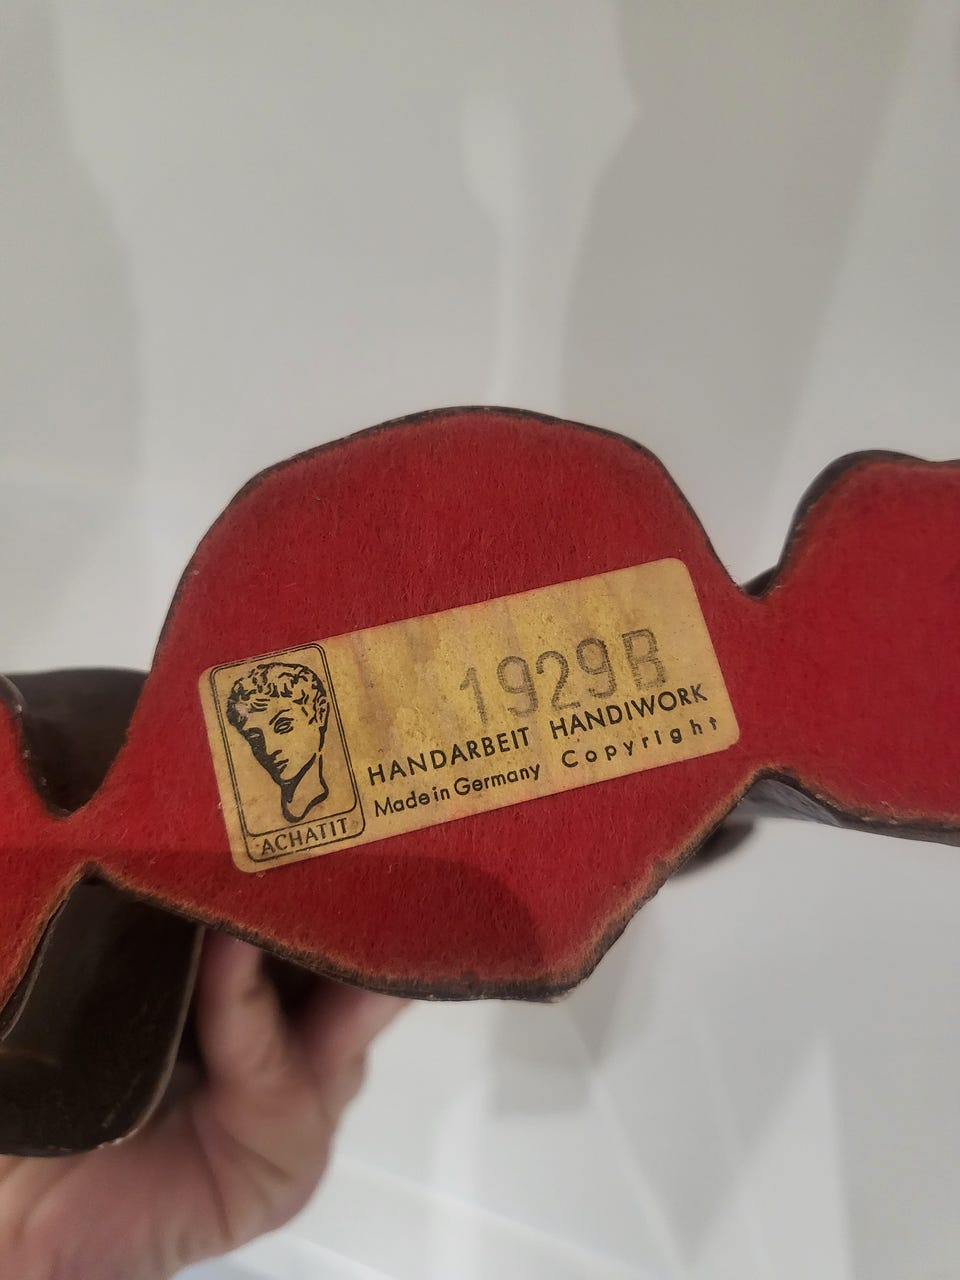 1929B
HANDARBEIT HANDIWORK
Made in Germany Copyright
ACHATIT